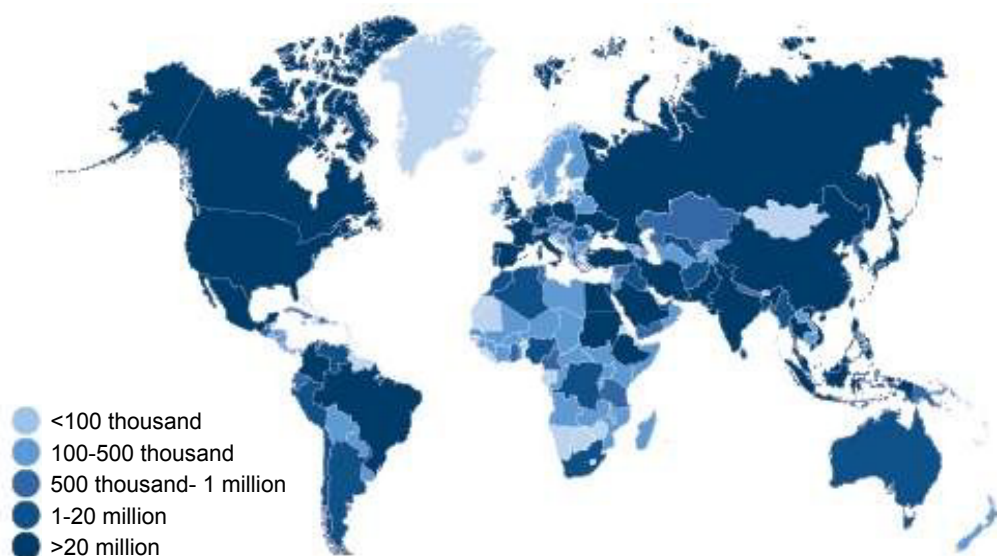 <100 thousand
100-500 thousand
500 thousand- 1 million
1-20 million
>20 million